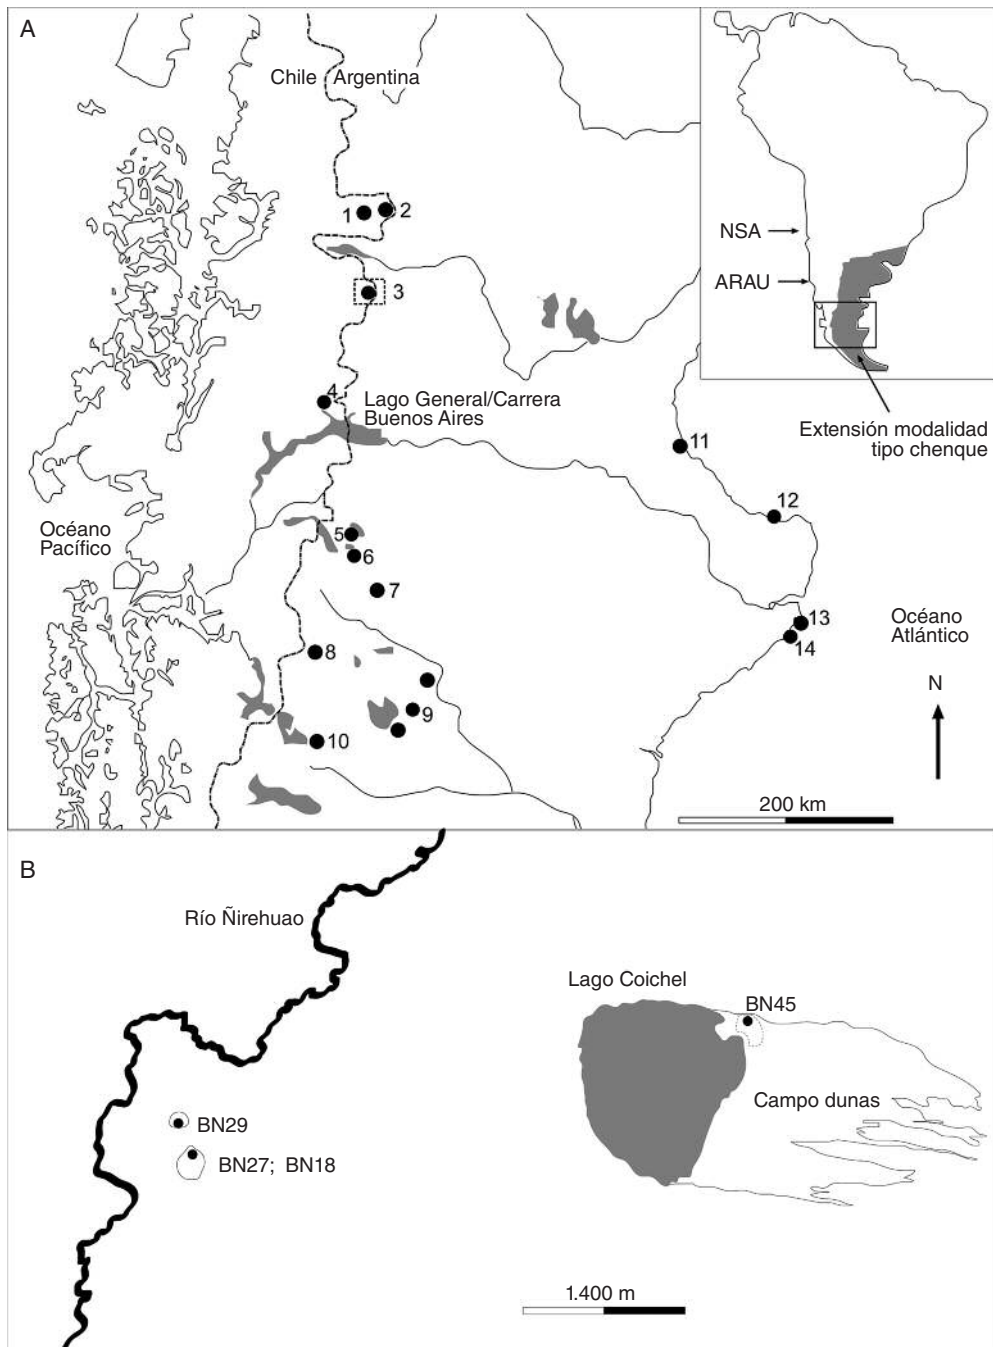 A
Chile Argentina
NSA
ARAU
Extensión modalidad
tipo chenque
1
2
3
4
Lago General/Carrera
Buenos Aires
11
12
Océano
Pacífico
5
6
7
13
14
Océano
Atlántico
8
9
10
N
200 km
B
Río Ñirehuao
Lago Coichel
BN45
Campo dunas
BN29
BN27; BN18
1.400 m